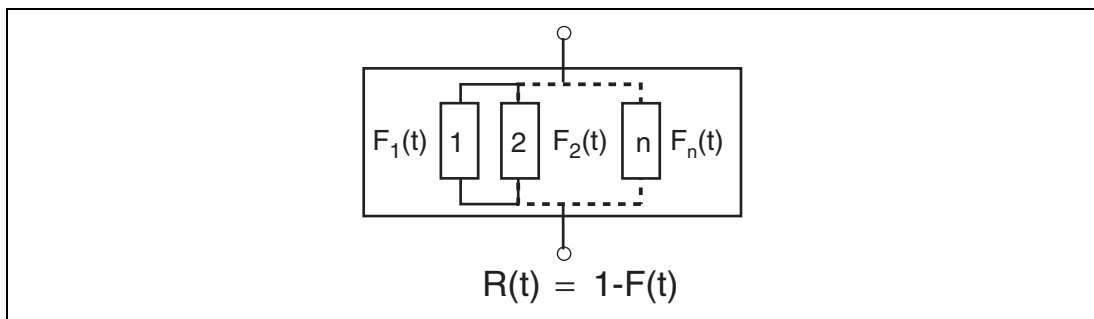 F₁(t) 1 2 F₂(t) n Fₙ(t)
R(t) = 1-F(t)